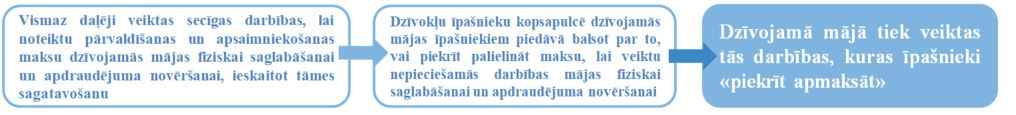 Vismaz daļēji veiktas secīgas darbības, lai
noteiktu pārvaldīšanas un apsaimniekošanas
maksu dzīvojamās mājas fiziskai saglabāšanai
un apdraudējuma novēršanai, ieskaitot tāmes
sagatavošanu
Dzīvokļu īpašnieku kopsapulcē dzīvojamās
mājas īpašniekiem piedāvā balsot par to,
vai piekrīt palielināt maksu, lai veiktu
nepieciešamās darbības mājas fiziskai
saglabāšanai un apdraudējuma novēršanai
Dzīvojamā mājā tiek veiktas
tās darbības, kuras īpašnieki
«piekrīt apmaksāt»